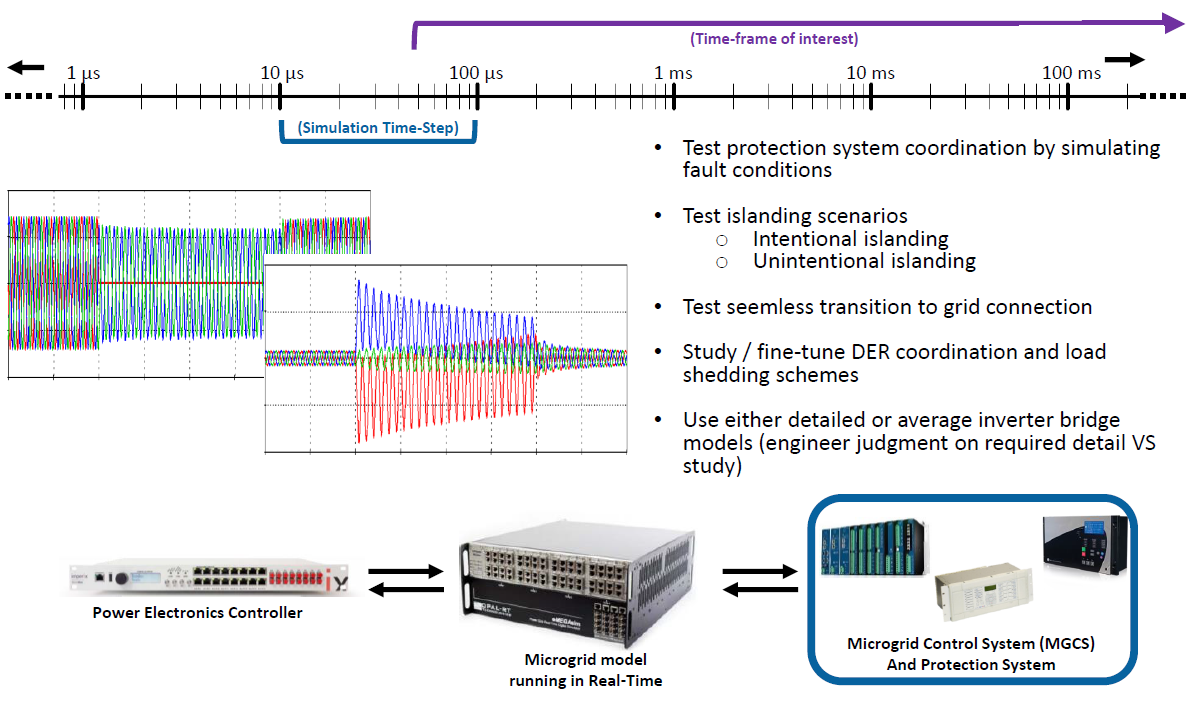 (Time-frame of interest)
1 µs
10 µs
100 µs
1 ms
10 ms
100 ms
(Simulation Time-Step)
• Test protection system coordination by simulating
fault conditions
• Test islanding scenarios
○ Intentional islanding
○ Unintentional islanding
• Test seemless transition to grid connection
• Study / fine-tune DER coordination and load
shedding schemes
• Use either detailed or average inverter bridge
models (engineer judgment on required detail VS
study)
OPAL-RT
Power Electronics Controller
Microgrid model
running in Real-Time
Microgrid Control System (MGCS)
And Protection System